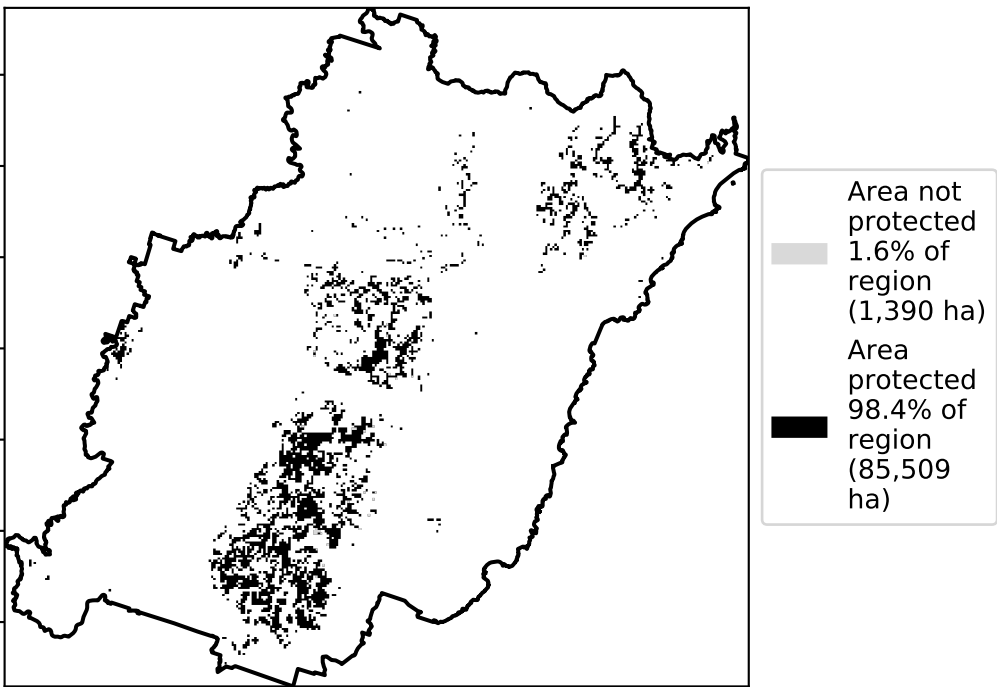 Area not
protected
1.6% of
region
(1,390 ha)
Area
protected
98.4% of
region
(85,509
ha)